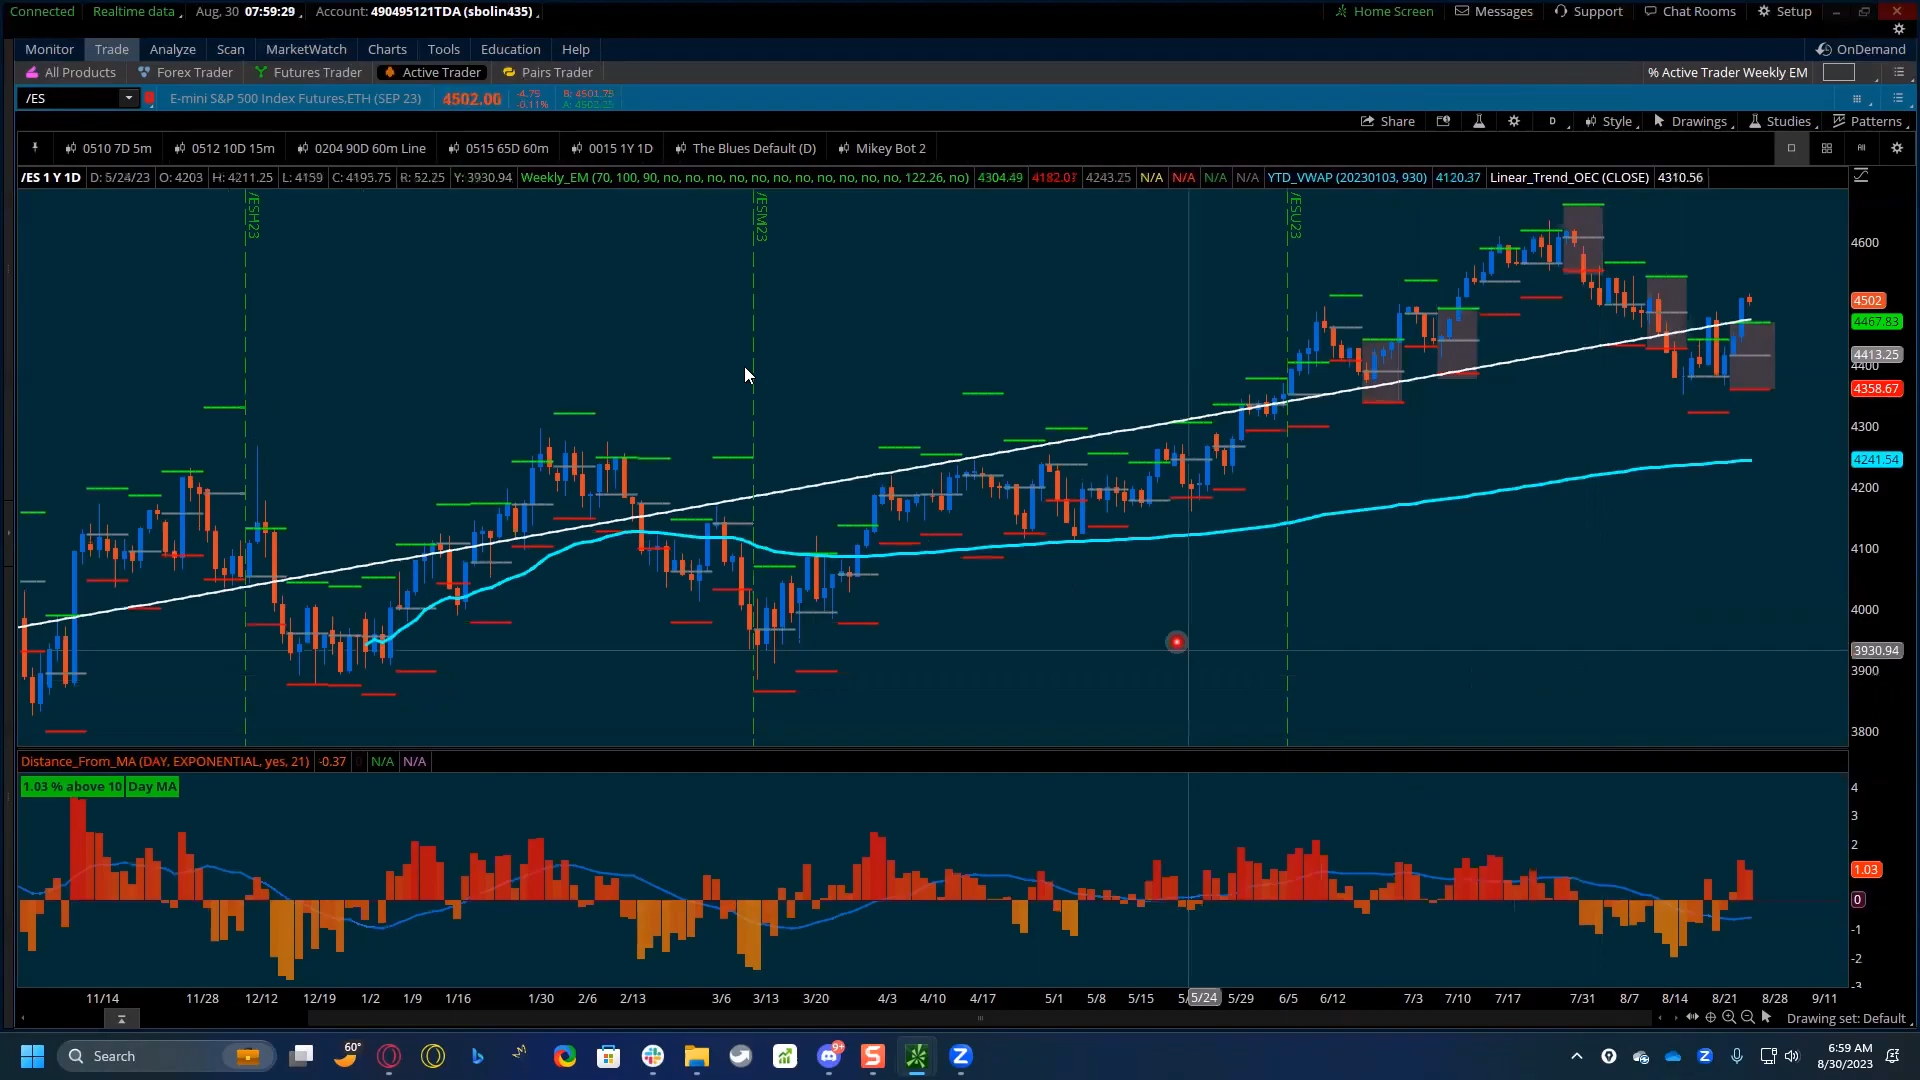 Connected Realtime data Aug, 30 07:59:29 Account: 490495121TDA (sbolin435) Home Screen Messages Support Chat Rooms Setup
Monitor Trade Analyze Scan MarketWatch Charts Tools Education Help OnDemand
All Products Forex Trader Futures Trader Active Trader Pairs Trader % Active Trader Weekly EM
/ES E-mini S&P 500 Index Futures,ETH (SEP 23) 4502.00 -4.75 B: 4501.75
-0.11% A: 4502.25
Share D Style Drawings Studies Patterns
0510 7D 5m 0512 10D 15m 0204 90D 60m Line 0515 65D 60m 0015 1Y 1D The Blues Default (D) Mikey Bot 2
/ES 1 Y 1D D: 5/24/23 O: 4203 H: 4211.25 L: 4159 C: 4195.75 R: 52.25 Y: 3930.94 Weekly_EM (70, 100, 90, no, no, no, no, no, no, no, no, no, no, no, 122.26, no) 4304.49 4182.01 4243.25 N/A N/A N/A N/A YTD_VWAP (20230103, 930) 4120.37 Linear_Trend_OEC (CLOSE) 4310.56
/ESH23 /ESM23 /ESU23
4600
4502
4467.83
4413.25
4400
4358.67
4300
4241.54
4200
4100
4000
3930.94
3900
3800
Distance_From_MA (DAY, EXPONENTIAL, yes, 21) -0.37 0 N/A N/A
1.03 % above 10 Day MA
4
3
2
1.03
0
-1
-2
-3
11/14 11/28 12/12 12/19 1/2 1/9 1/16 1/30 2/6 2/13 3/6 3/13 3/20 4/3 4/10 4/17 5/1 5/8 5/15 5/24 5/29 6/5 6/12 7/3 7/10 7/17 7/31 8/7 8/14 8/21 8/28 9/11
Drawing set: Default
Search 60° 9+ 6:59 AM
8/30/2023